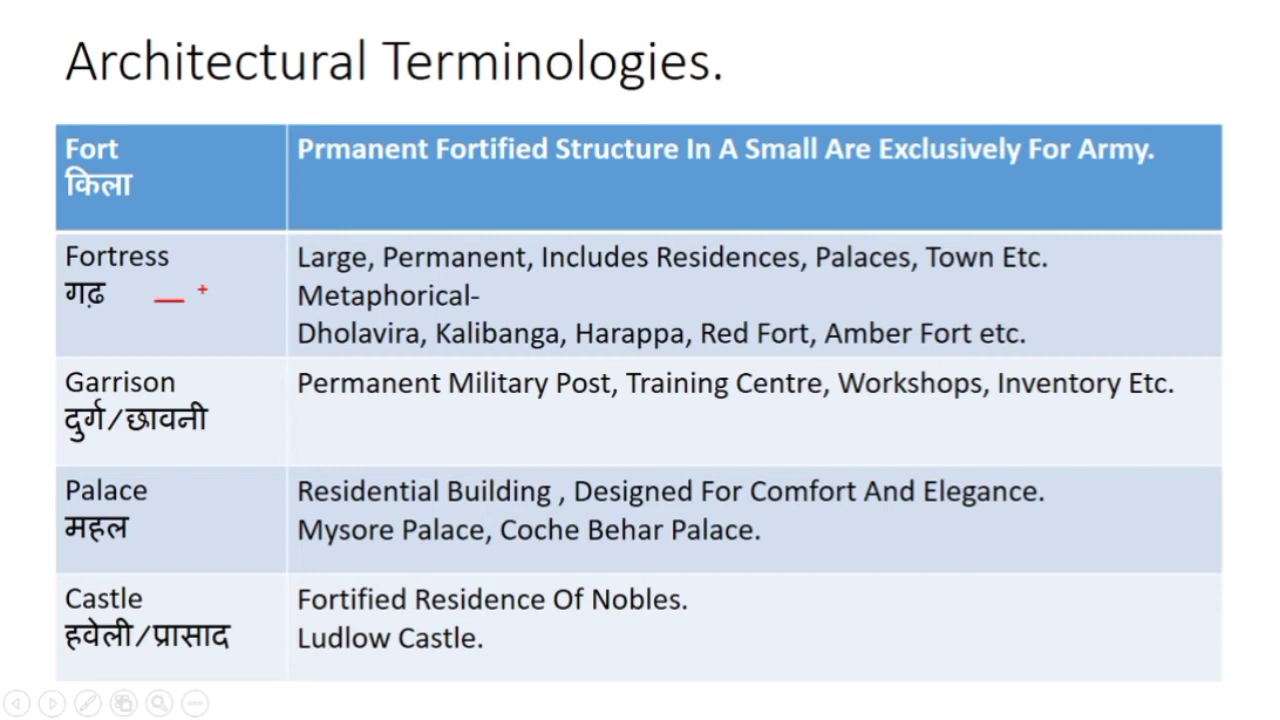 Architectural Terminologies.
Fort
किला
Prmanent Fortified Structure In A Small Are Exclusively For Army.
Fortress
गढ़
Large, Permanent, Includes Residences, Palaces, Town Etc.
Metaphorical-
Dholavira, Kalibanga, Harappa, Red Fort, Amber Fort etc.
Garrison
दुर्ग/छावनी
Permanent Military Post, Training Centre, Workshops, Inventory Etc.
Palace
महल
Residential Building , Designed For Comfort And Elegance.
Mysore Palace, Coche Behar Palace.
Castle
हवेली/प्रासाद
Fortified Residence Of Nobles.
Ludlow Castle.